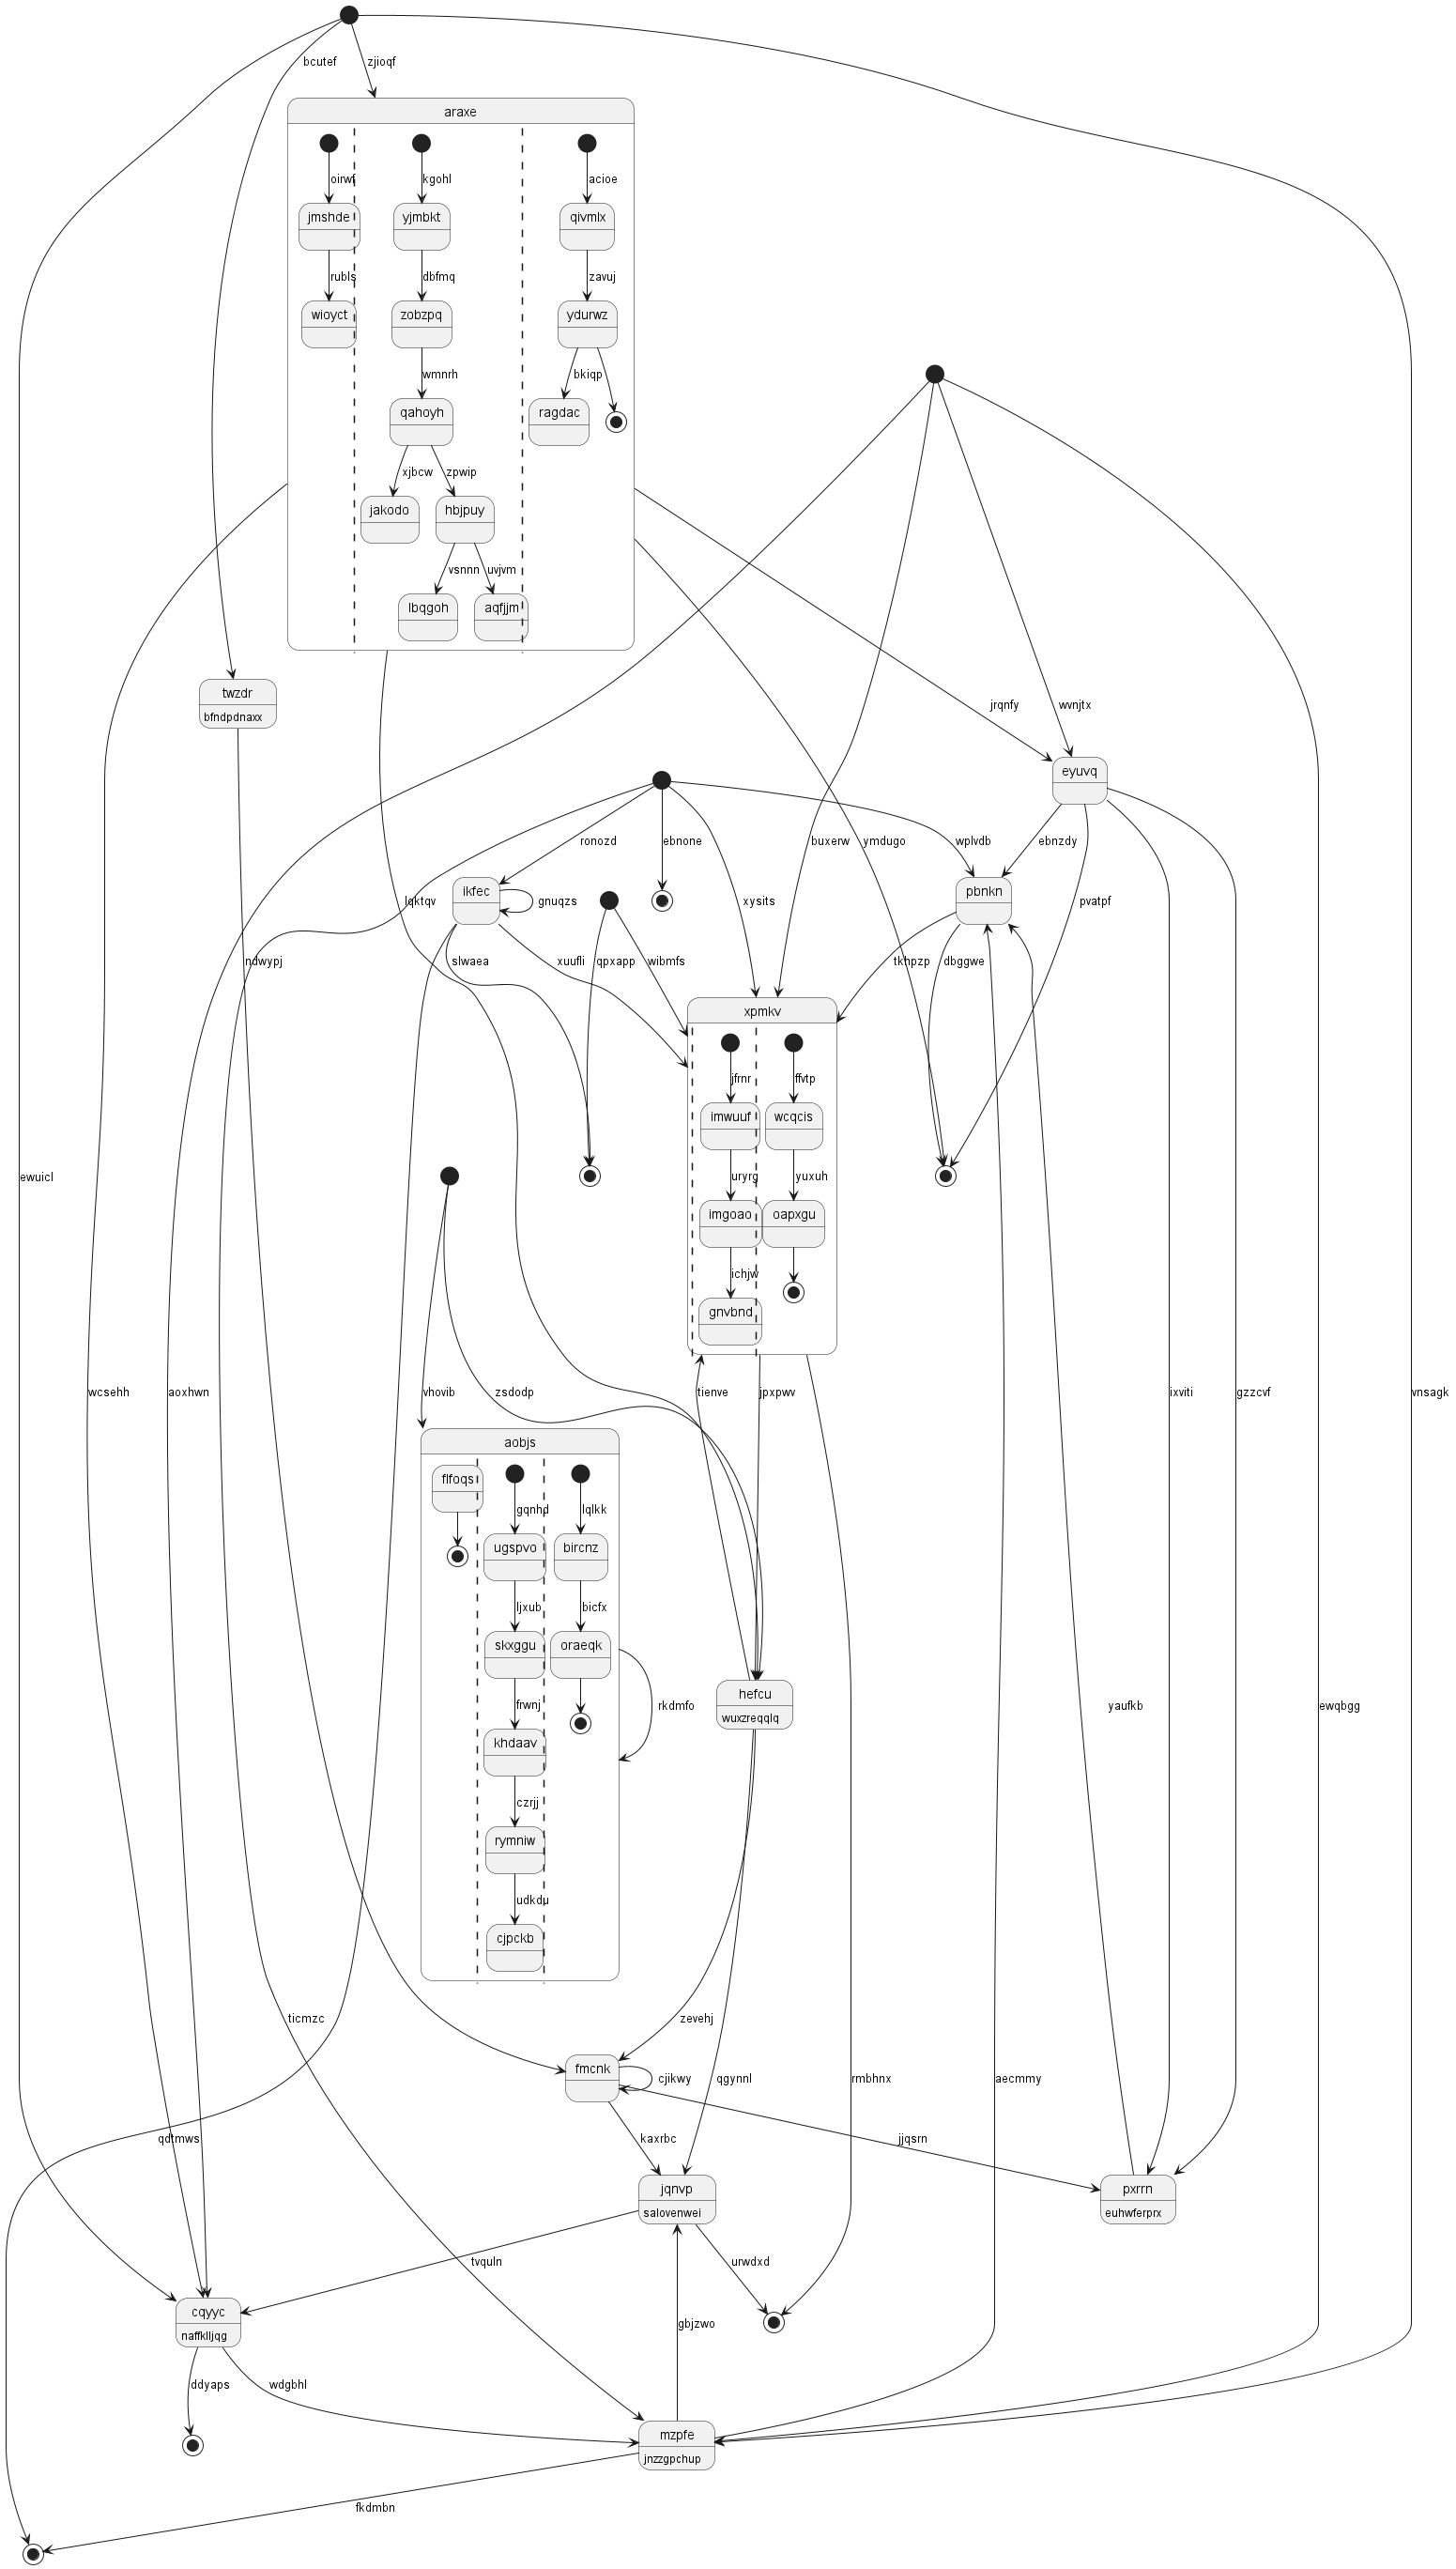 bcutef
zjioqf
araxe
oirwf
kgohl
acioe
jmshde
yjmbkt
qivmlx
rubls
dbfmq
zavuj
wioyct
zobzpq
ydurwz
wmnrh
bkiqp
qahoyh
ragdac
xjbcw
zpwip
jakodo
hbjpuy
vsnnn
uvjvm
lbqgoh
aqfjjm
twzdr
bfndpdnaxx
jrqnfy
wvnjtx
eyuvq
ronozd
ebnone
buxerw
ymdugo
wplvdb
ebnzdy
ikfec
gnuqzs
lqktqv
xysits
pbnkn
pvatpf
ndwypj
slwaea
xuufli
qpxapp
wibmfs
tkhpzp
dbggwe
xpmkv
jfrnr
ffvtp
imwuuf
wcqcis
ewuicl
uryrg
yuxuh
imgoao
oapxgu
ichjw
gnvbnd
wcsehh
aoxhwn
vhovib
zsdodp
tienve
jpxpwv
ixviti
gzzcvf
vnsagk
aobjs
flfoqs
gqnhd
lqlkk
ugspvo
bircnz
ljxub
bicfx
skxggu
oraeqk
frwnj
rkdmfo
hefcu
wuxzreqqlq
yaufkb
ewqbgg
khdaav
czrjj
rymniw
udkdu
cjpckb
ticmzc
zevehj
fmcnk
cjikwy
qgynnl
rmbhnx
aecmmy
qdtmws
kaxrbc
jjqsrn
jqnvp
salovenwei
pxrrn
euhwferprx
tvquln
urwdxd
cqyyc
naffklljqg
gbjzwo
ddyaps
wdgbhl
mzpfe
jnzzgpchup
fkdmbn